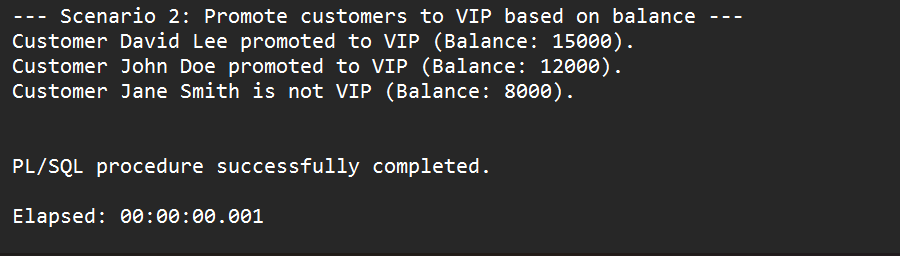 --- Scenario 2: Promote customers to VIP based on balance ---
Customer David Lee promoted to VIP (Balance: 15000).
Customer John Doe promoted to VIP (Balance: 12000).
Customer Jane Smith is not VIP (Balance: 8000).
PL/SQL procedure successfully completed.
Elapsed: 00:00:00.001